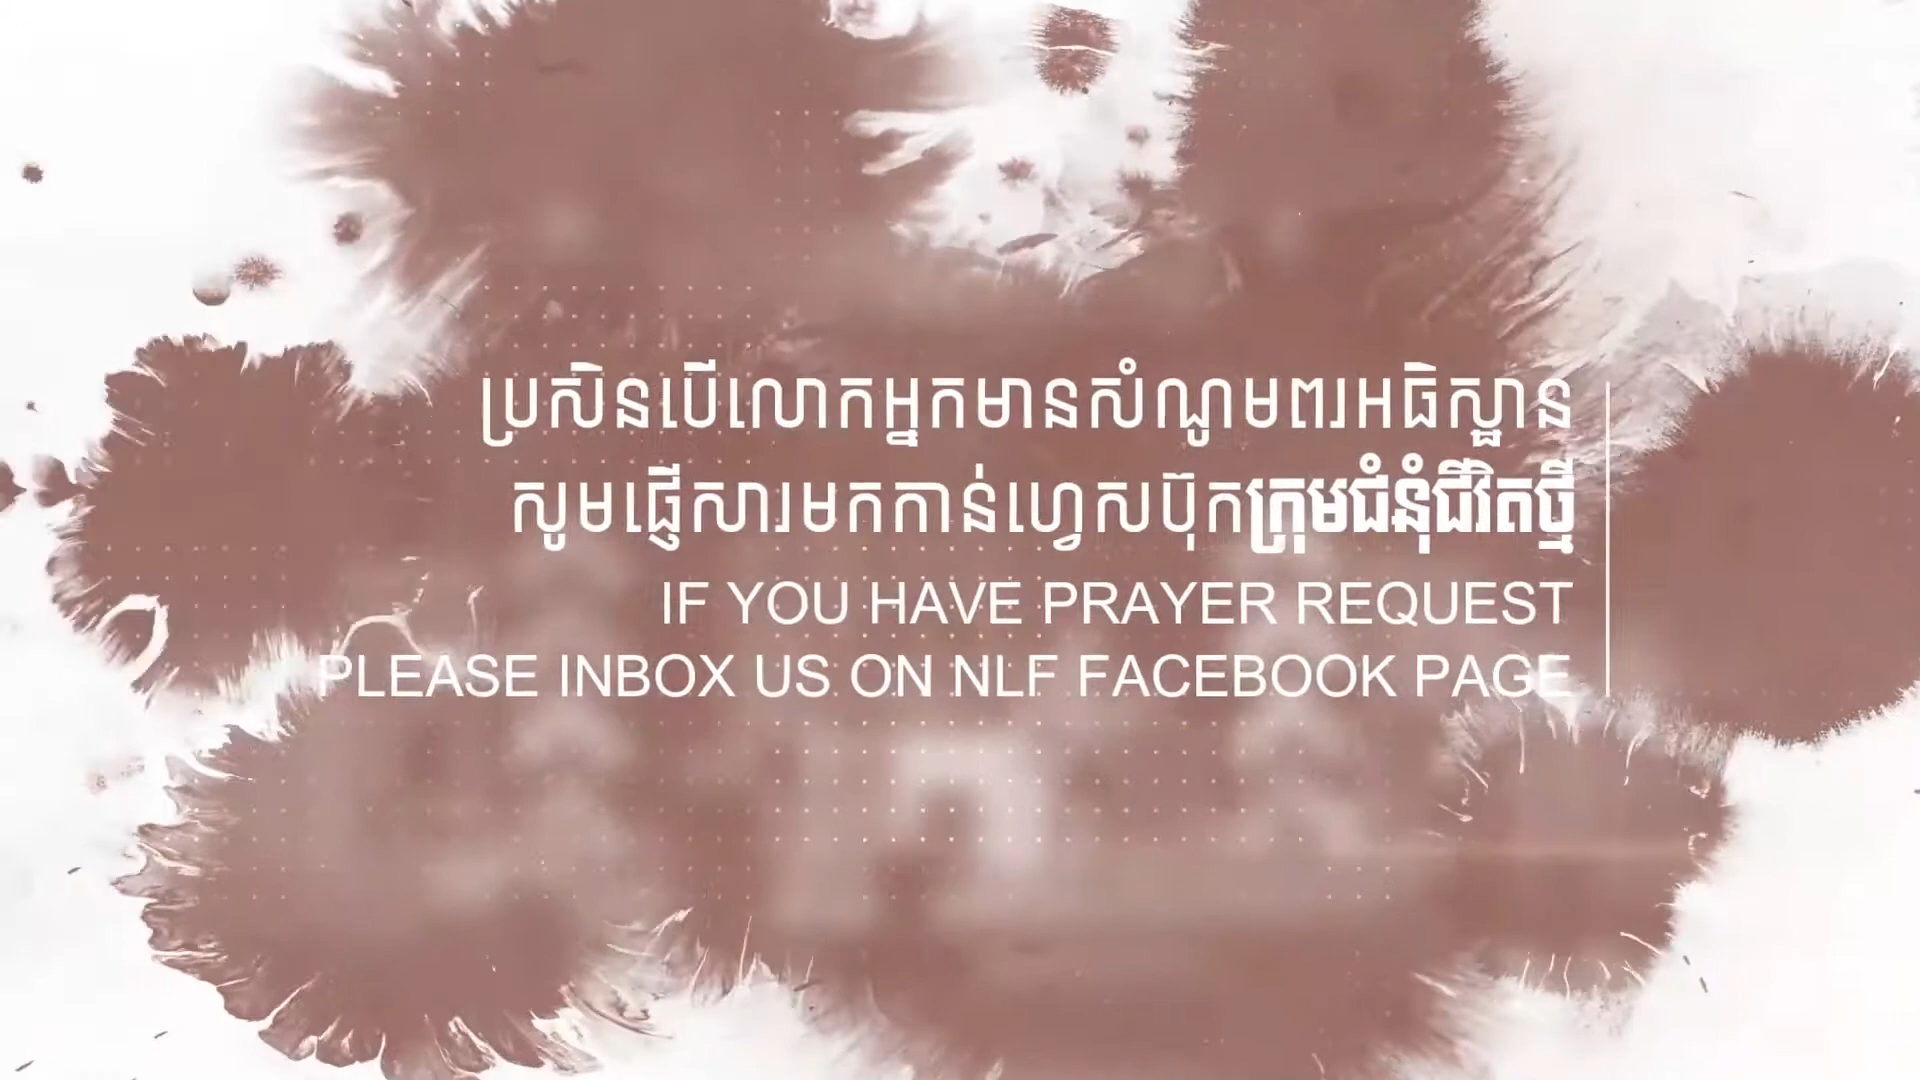 ប្រសិនបើលោកអ្នកមានសំណូមពរអធិស្ឋាន
សូមផ្ញើសារមកកាន់ហ្វេសប៊ុកក្រុមជំនុំជីវិតថ្មី
IF YOU HAVE PRAYER REQUEST
PLEASE INBOX US ON NLF FACEBOOK PAGE